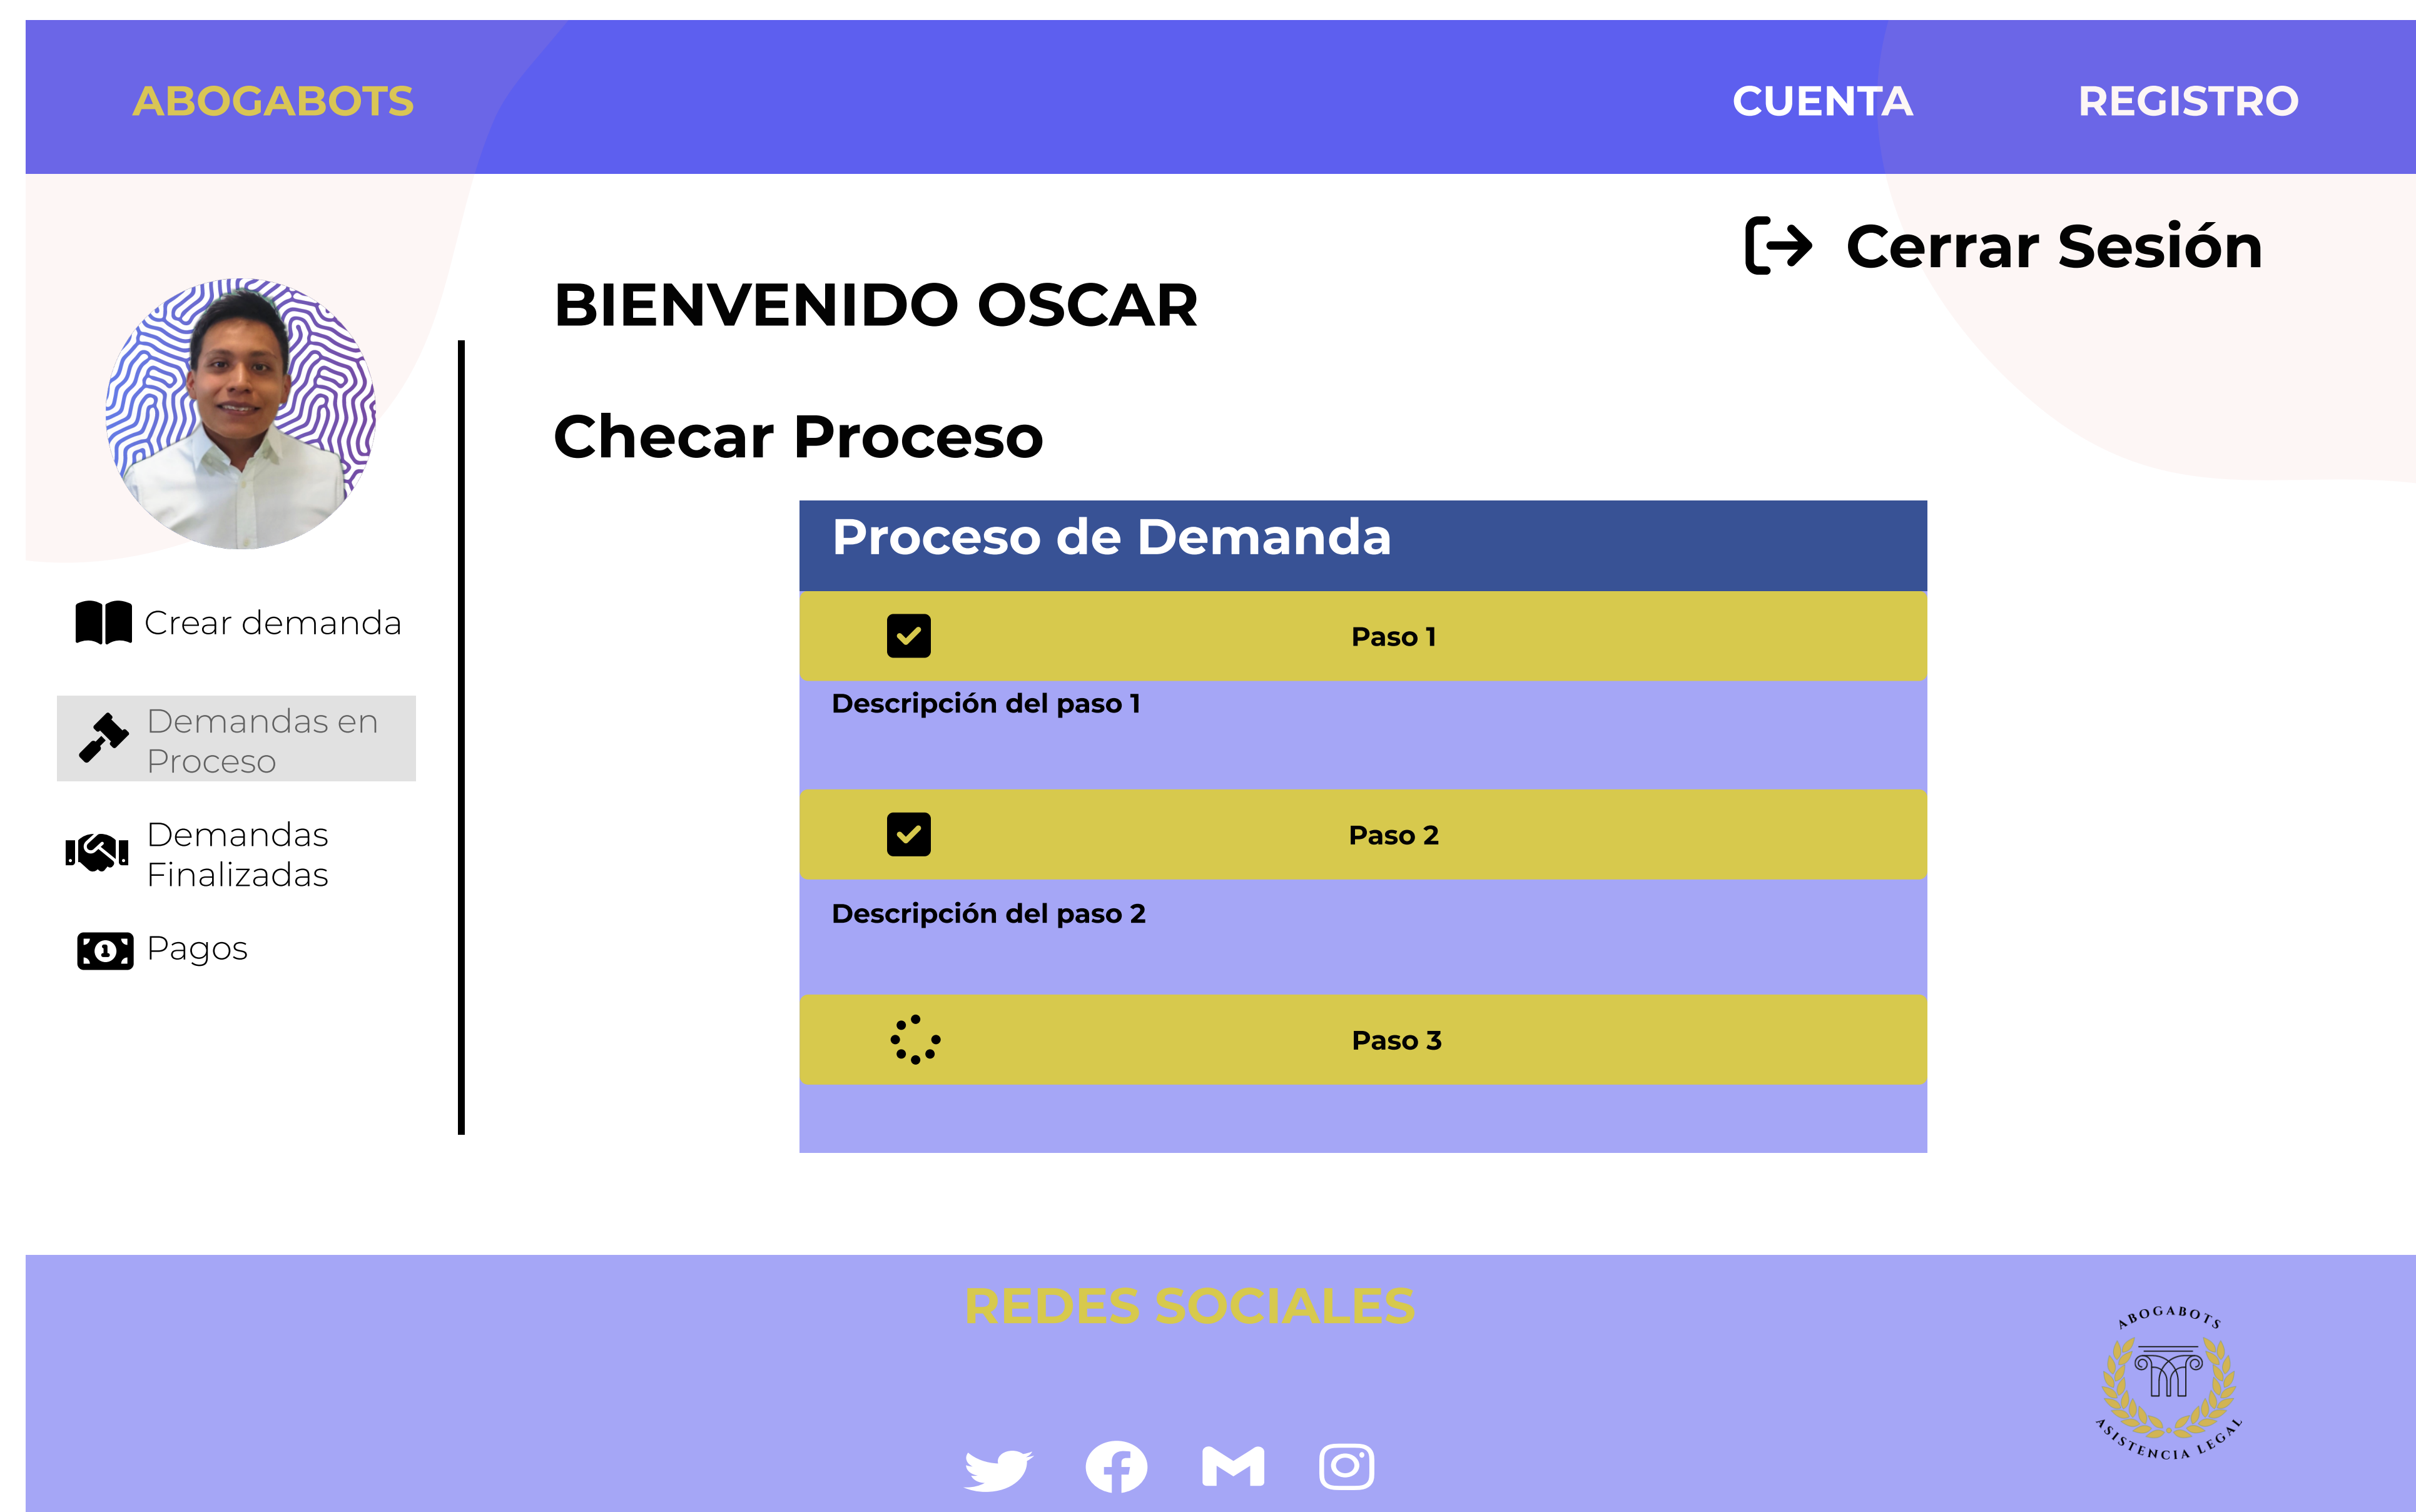 ABOGABOTS
CUENTA
REGISTRO
Cerrar Sesión
BIENVENIDO OSCAR
Checar Proceso
Crear demanda
Demandas en
Proceso
Demandas
Finalizadas
Pagos
Proceso de Demanda
Paso 1
Descripción del paso 1
Paso 2
Descripción del paso 2
Paso 3
REDES SOCIALES
ABOGABOTS
ASISTENCIA LEGAL